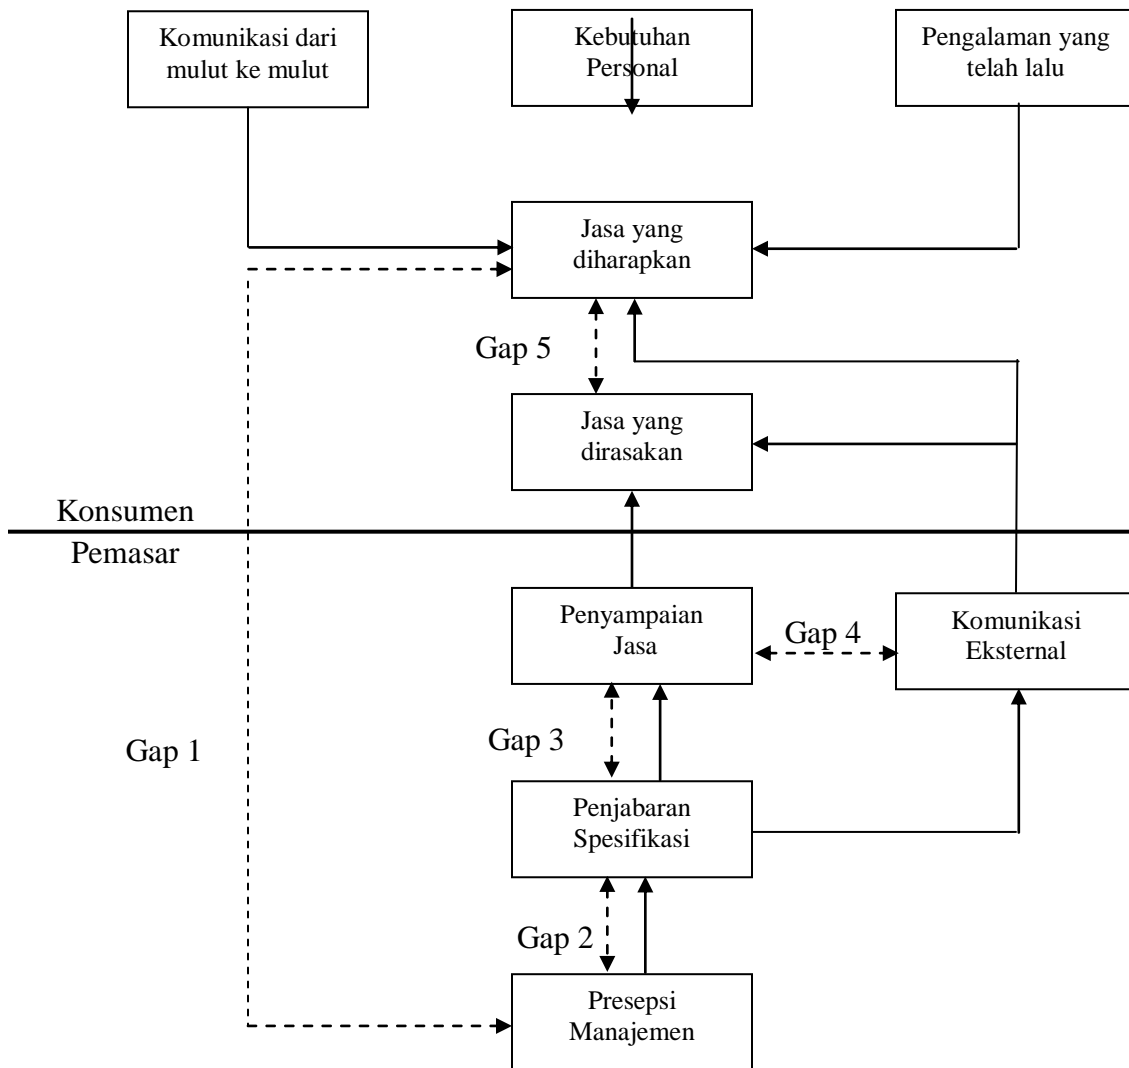 Komunikasi dari
mulut ke mulut
Kebutuhan
Personal
Pengalaman yang
telah lalu
Jasa yang
diharapkan
Gap 5
Jasa yang
dirasakan
Konsumen
Pemasar
Penyampaian
Jasa
Gap 4
Komunikasi
Eksternal
Gap 1
Gap 3
Penjabaran
Spesifikasi
Gap 2
Presepsi
Manajemen